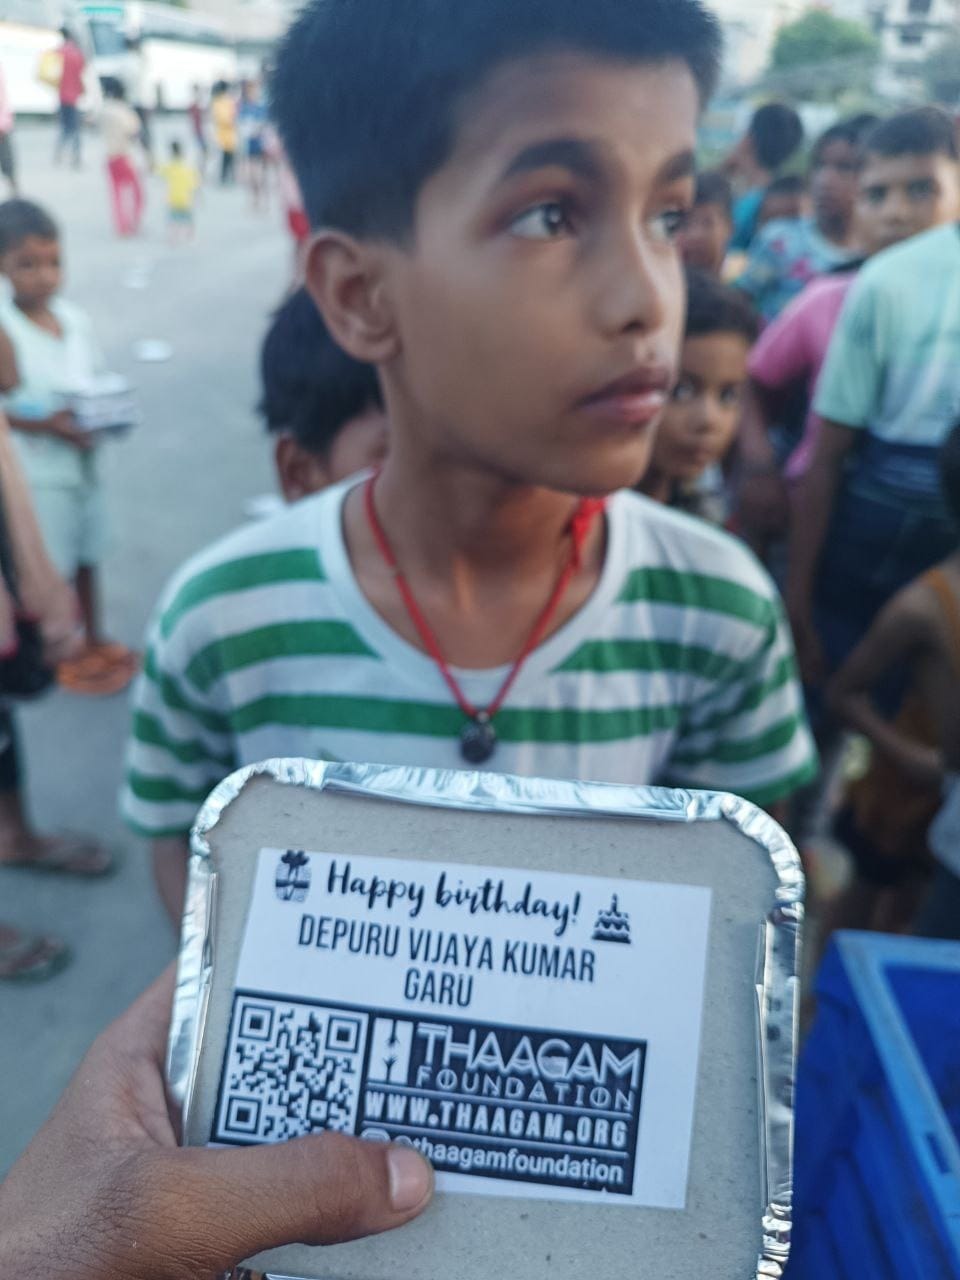 Happy birthday!
DEPURU VIJAYA KUMAR
GARU
THAAGAM
FOUNDATION
WWW.THAAGAM.ORG
@thaagamfoundation